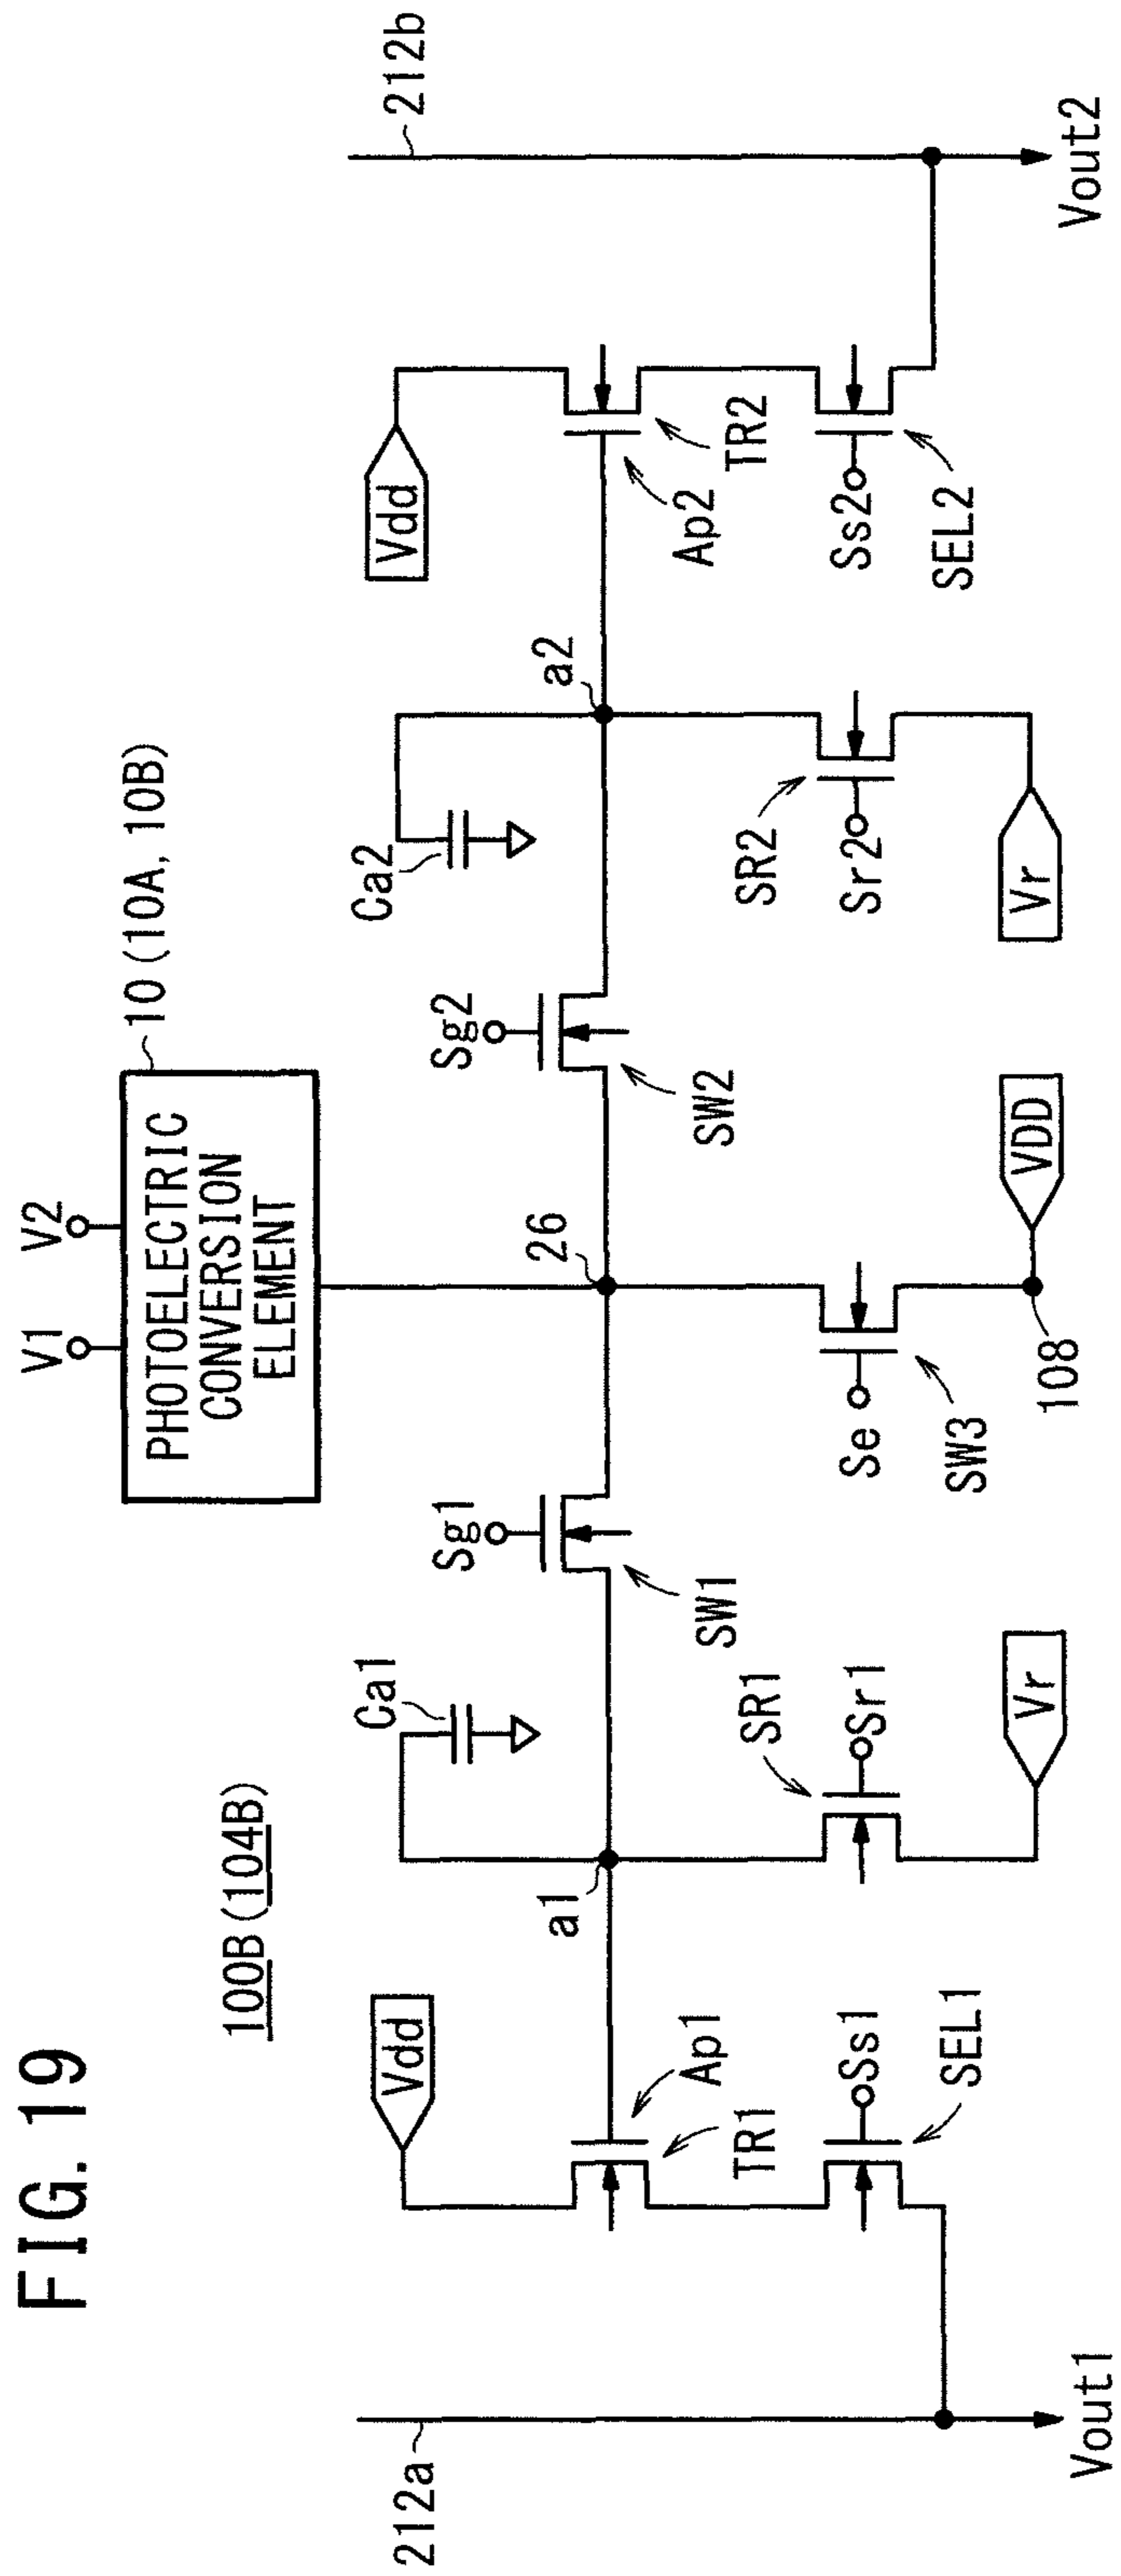 FIG. 19
100B (104B)
V1
V2
PHOTOELECTRIC
CONVERSION
ELEMENT
10 (10A, 10B)
212a
Vout1
Vdd
Ap1
TR1
Ss1
SEL1
a1
Ca1
SR1
Sr1
Vr
Sg1
SW1
26
Se
SW3
108
VDD
Sg2
SW2
Ca2
a2
SR2
Sr2
Vr
Vdd
Ap2
TR2
Ss2
SEL2
212b
Vout2